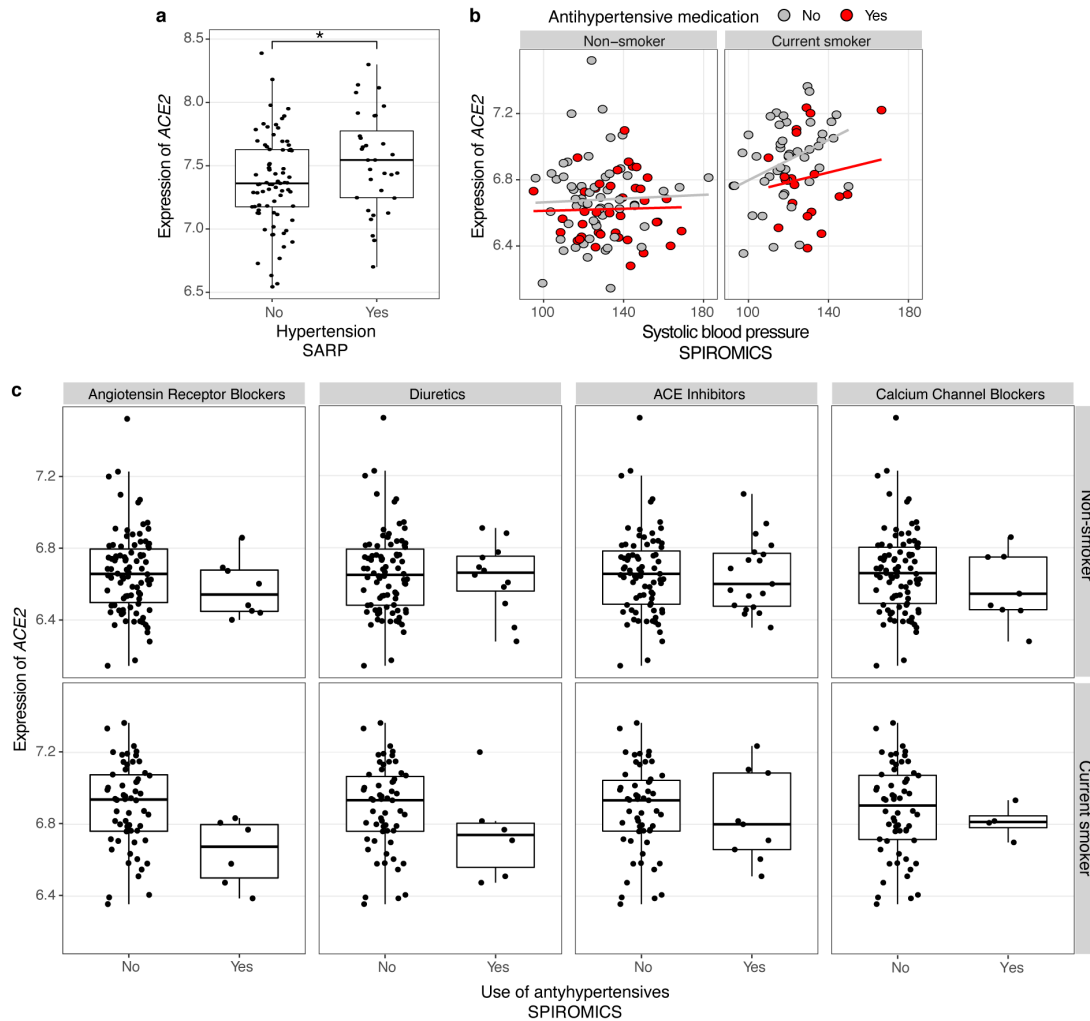 a
8.5
8.0
7.5
7.0
6.5
Expression of ACE2
*
No
Yes
Hypertension
SARP
b
Antihypertensive medication
No
Yes
Non−smoker
Current smoker
Expression of ACE2
7.2
6.8
6.4
100
140
180
100
140
180
Systolic blood pressure
SPIROMICS
c
Angiotensin Receptor Blockers
Diuretics
ACE Inhibitors
Calcium Channel Blockers
7.2
6.8
6.4
Non-smoker
Expression of ACE2
7.2
6.8
6.4
Current smoker
No
Yes
No
Yes
No
Yes
No
Yes
Use of antyhypertensives
SPIROMICS